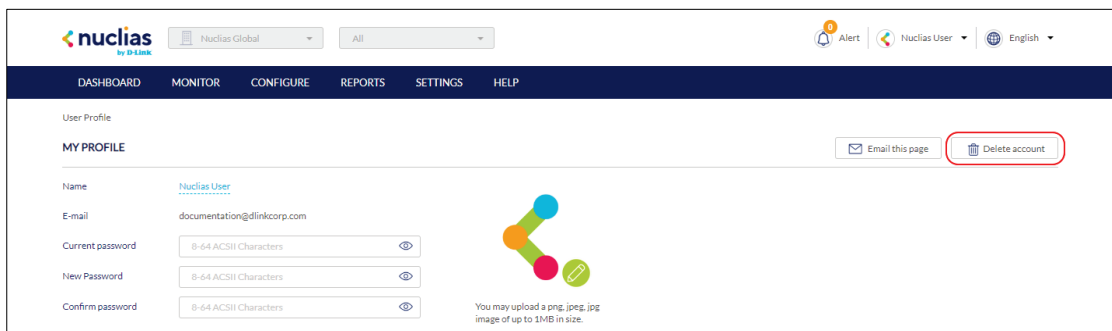 nuclias
by D-Link
Nuclias Global
All
0
Alert
Nuclias User
English
DASHBOARD MONITOR CONFIGURE REPORTS SETTINGS HELP
User Profile
MY PROFILE
Email this page
Delete account
Name Nuclias User
E-mail documentation@dlinkcorp.com
Current password 8-64 ACSII Characters
New Password 8-64 ACSII Characters
Confirm password 8-64 ACSII Characters
You may upload a png, jpeg, jpg
image of up to 1MB in size.